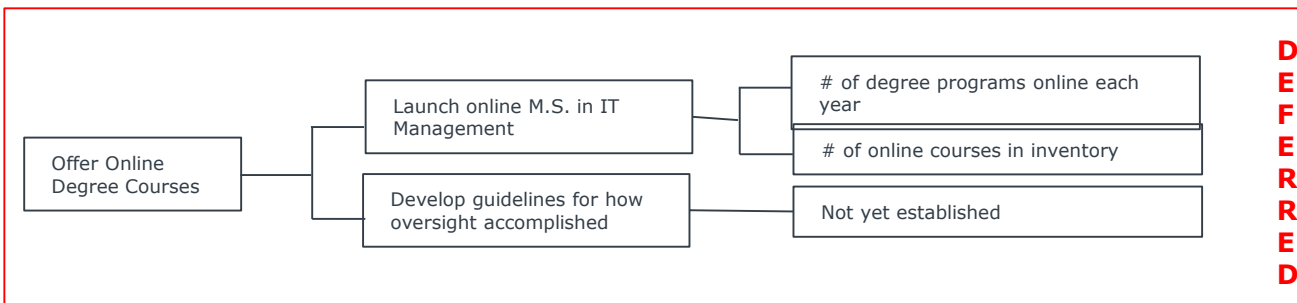 Offer Online
Degree Courses
Launch online M.S. in IT
Management
Develop guidelines for how
oversight accomplished
# of degree programs online each
year
# of online courses in inventory
Not yet established
D
E
F
E
R
R
E
D